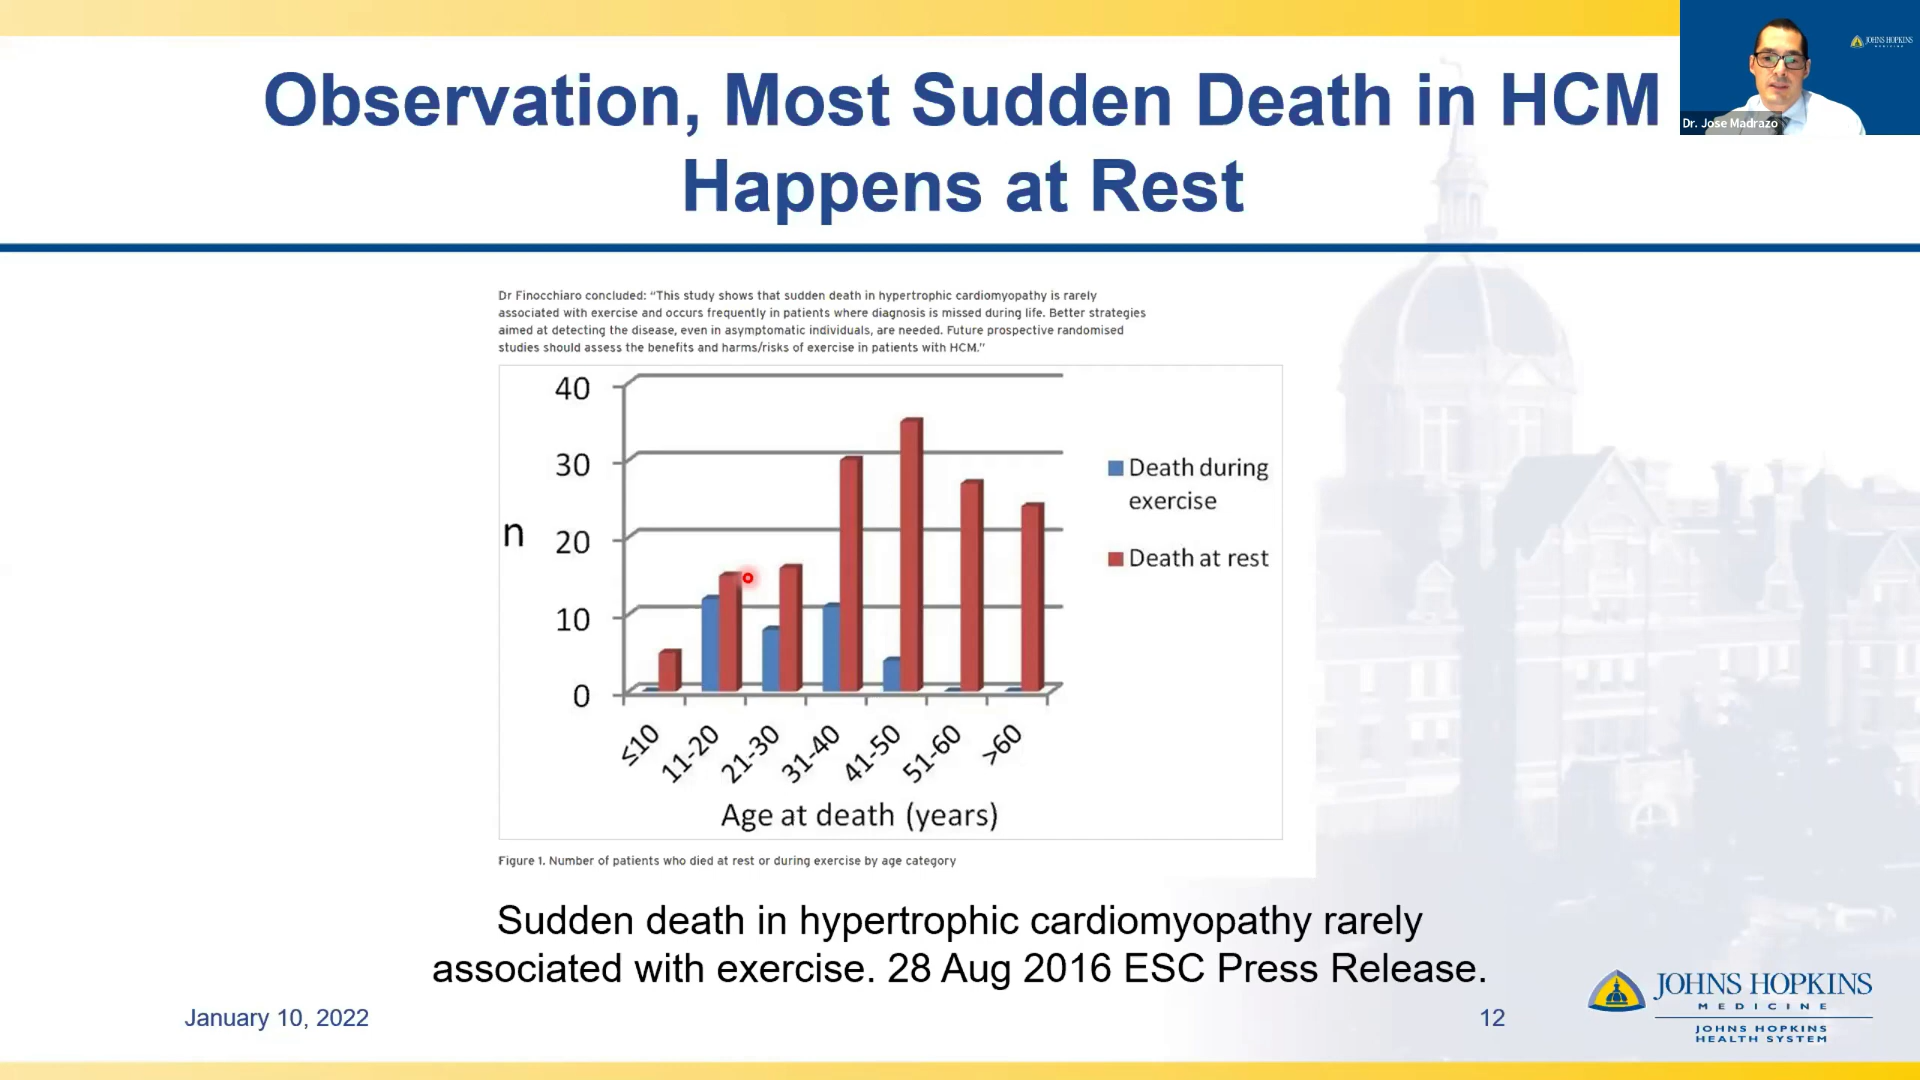 Observation, Most Sudden Death in HCM
Happens at Rest
JOHNS HOPKINS
MEDICINE
Dr. Jose Madrazo
Dr Finocchiaro concluded: “This study shows that sudden death in hypertrophic cardiomyopathy is rarely
associated with exercise and occurs frequently in patients where diagnosis is missed during life. Better strategies
aimed at detecting the disease, even in asymptomatic individuals, are needed. Future prospective randomised
studies should assess the benefits and harms/risks of exercise in patients with HCM.”
40
30
20
10
0
n
Death during
exercise
Death at rest
≤10
11-20
21-30
31-40
41-50
51-60
>60
Age at death (years)
Figure 1. Number of patients who died at rest or during exercise by age category
Sudden death in hypertrophic cardiomyopathy rarely
associated with exercise. 28 Aug 2016 ESC Press Release.
January 10, 2022
12
JOHNS HOPKINS
MEDICINE
JOHNS HOPKINS
HEALTH SYSTEM